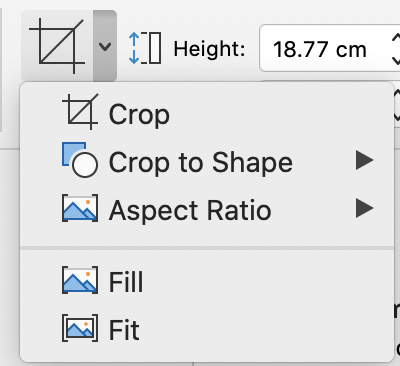 Height: 18.77 cm
Crop
Crop to Shape
Aspect Ratio
Fill
Fit